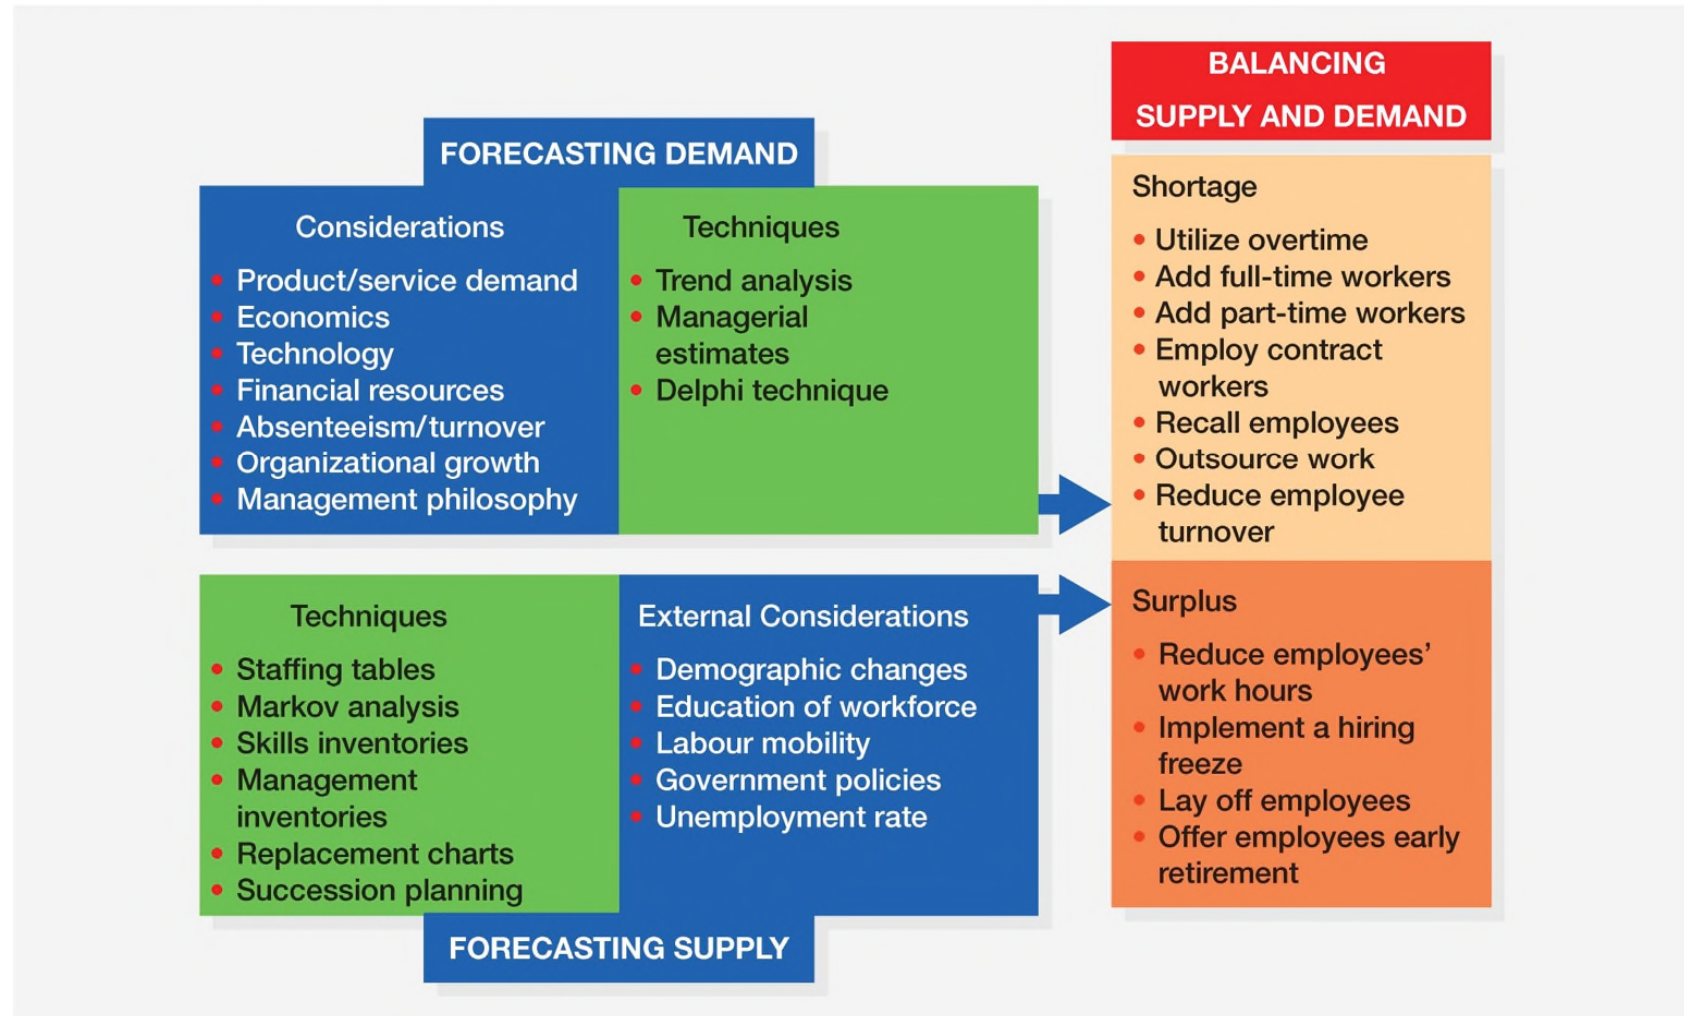 FORECASTING DEMAND
Considerations
• Product/service demand
• Economics
• Technology
• Financial resources
• Absenteeism/turnover
• Organizational growth
• Management philosophy
Techniques
• Trend analysis
• Managerial
estimates
• Delphi technique
Techniques
• Staffing tables
• Markov analysis
• Skills inventories
• Management
inventories
• Replacement charts
• Succession planning
External Considerations
• Demographic changes
• Education of workforce
• Labour mobility
• Government policies
• Unemployment rate
FORECASTING SUPPLY
BALANCING
SUPPLY AND DEMAND
Shortage
• Utilize overtime
• Add full-time workers
• Add part-time workers
• Employ contract
workers
• Recall employees
• Outsource work
• Reduce employee
turnover
Surplus
• Reduce employees’
work hours
• Implement a hiring
freeze
• Lay off employees
• Offer employees early
retirement